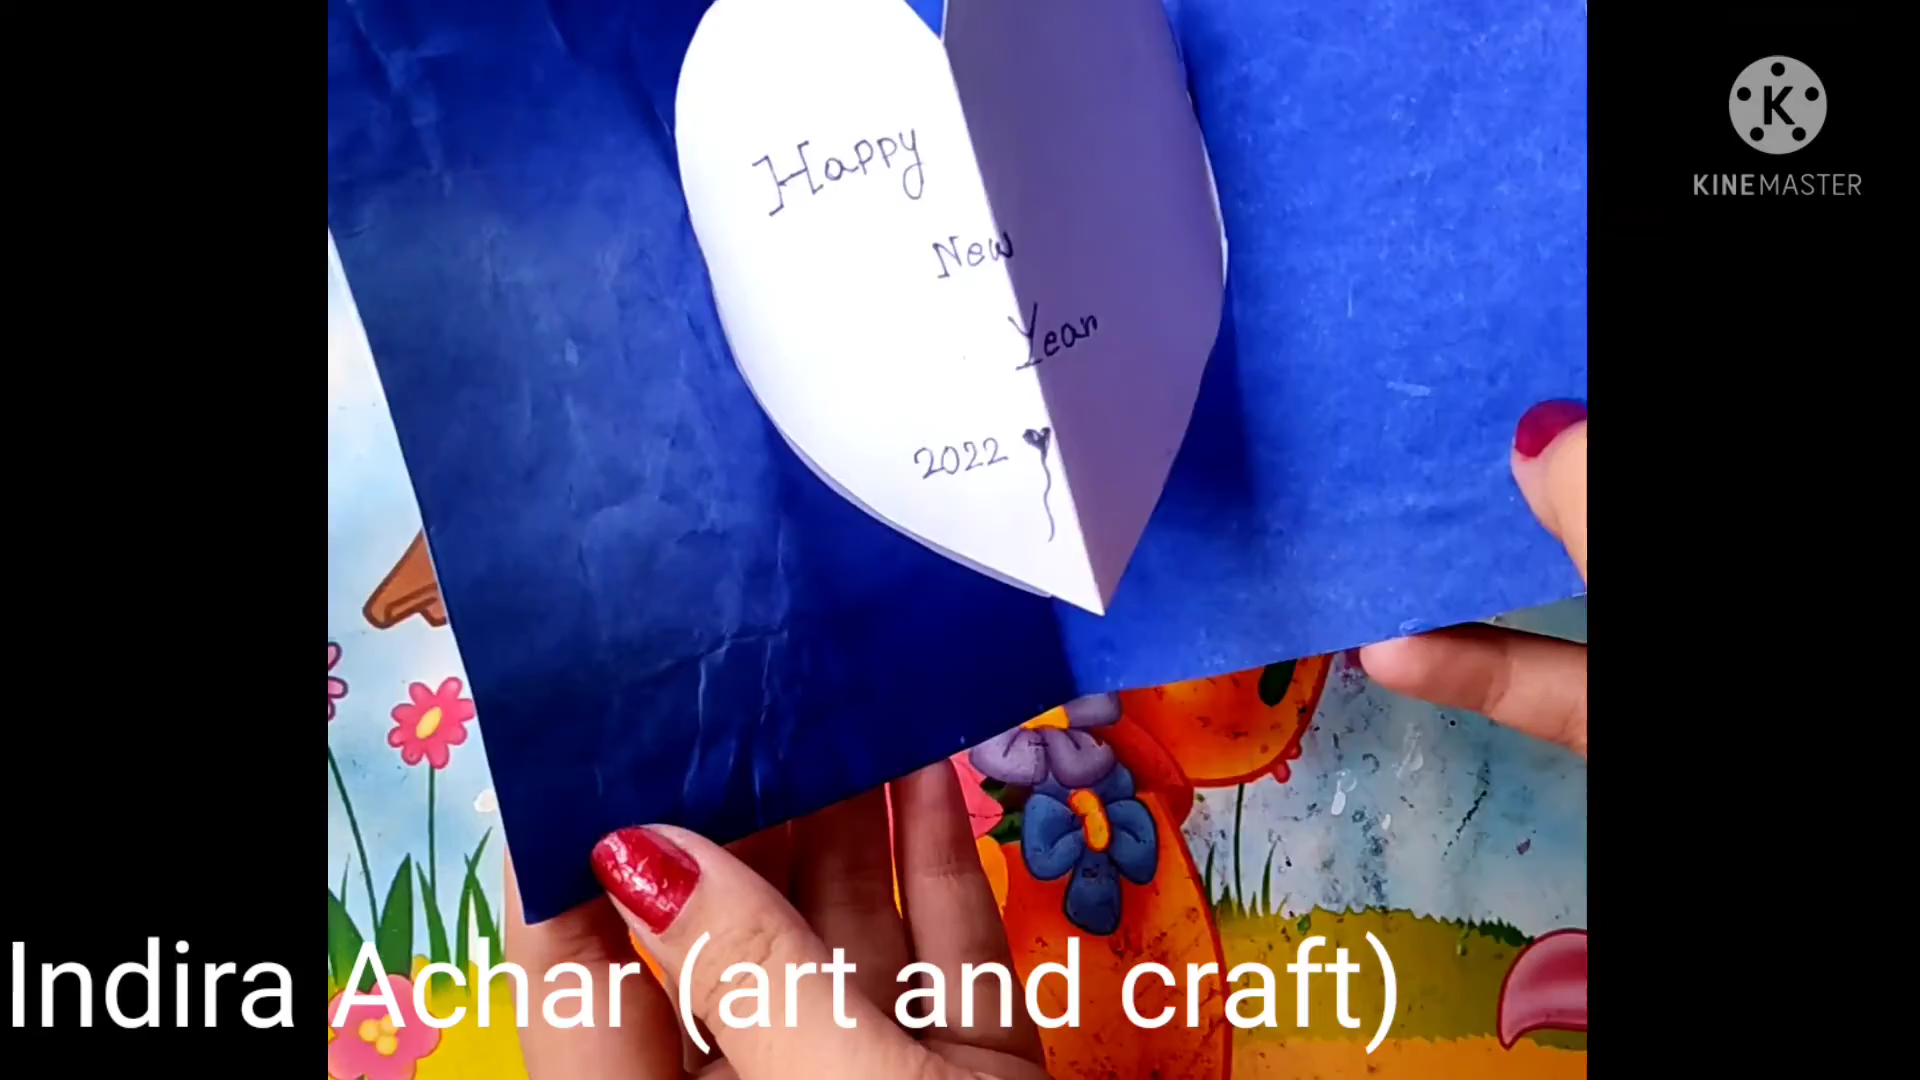 Happy
New
Year
2022
K
KINEMASTER
Indira Achar (art and craft)